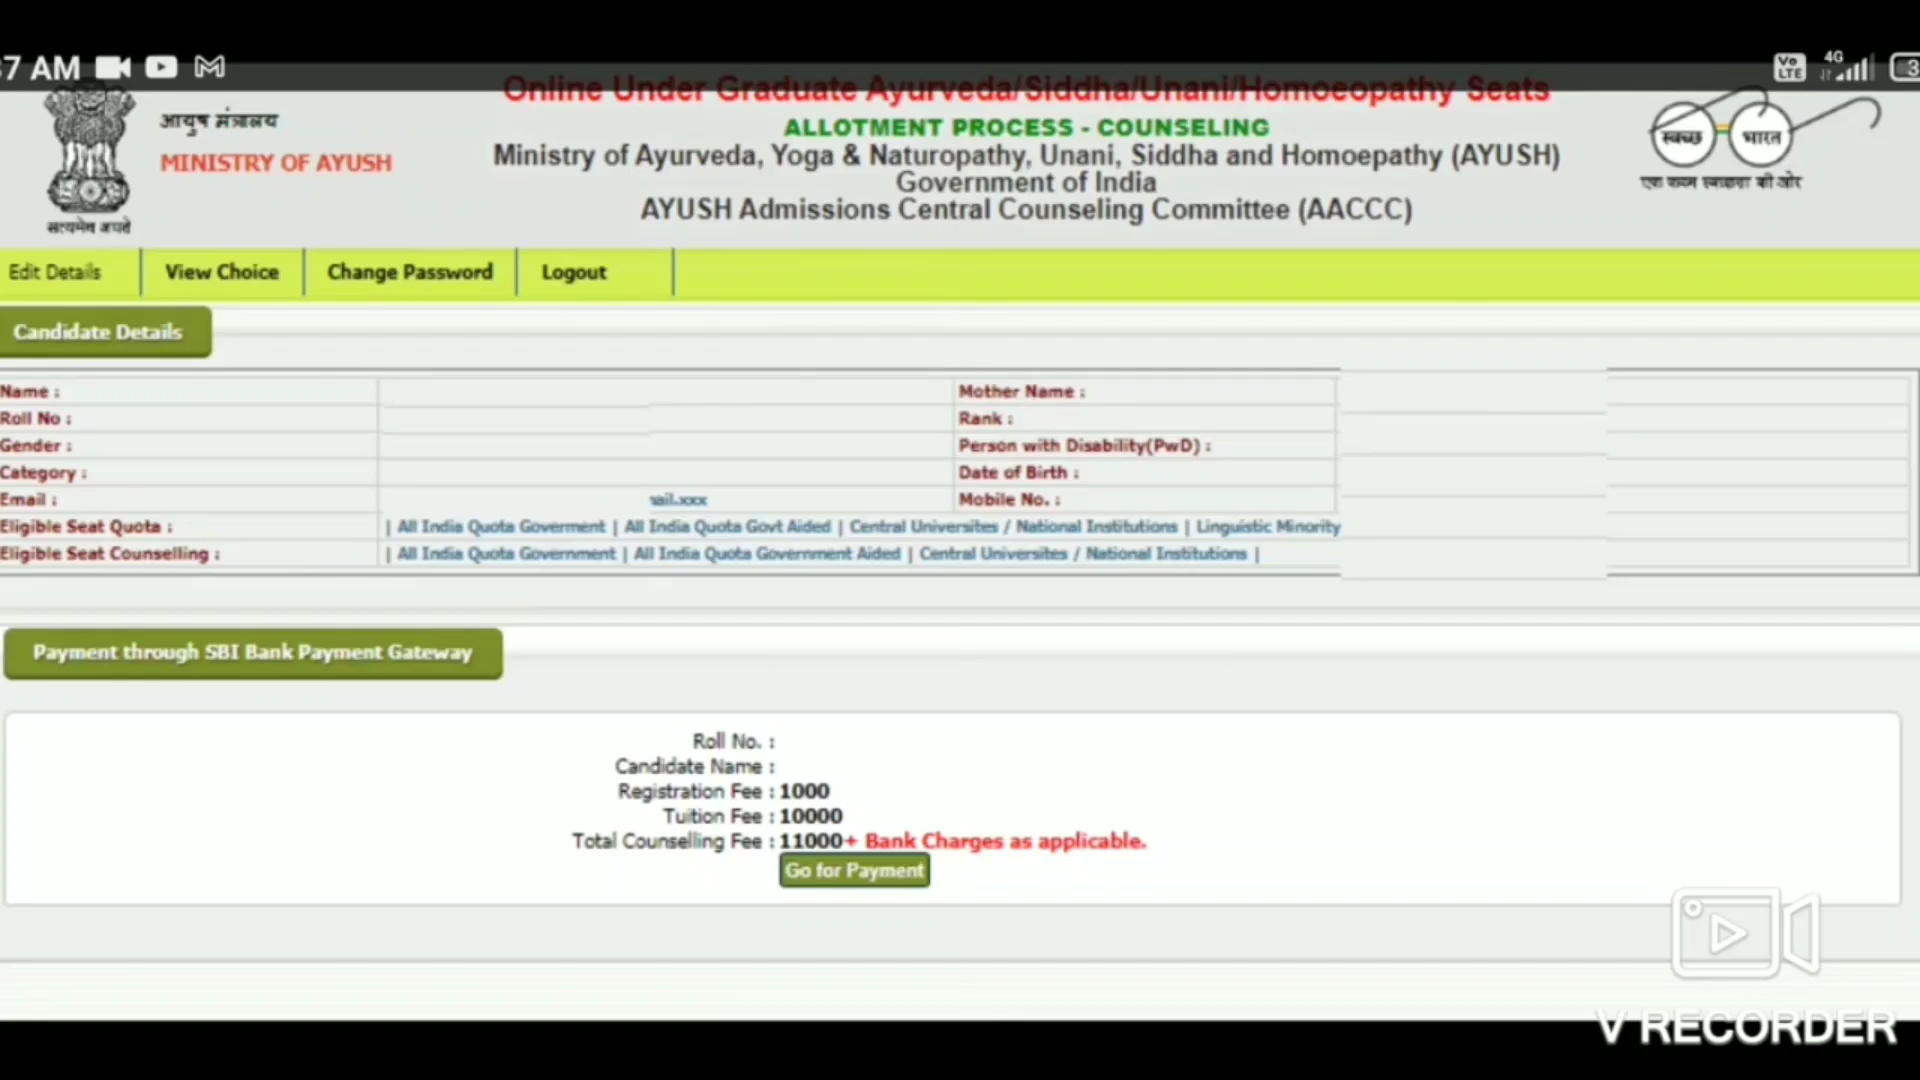 7 AM
Vo LTE 4G 3
Online Under Graduate Ayurveda/Siddha/Unani/Homoeopathy Seats
ALLOTMENT PROCESS - COUNSELING
Ministry of Ayurveda, Yoga & Naturopathy, Unani, Siddha and Homoepathy (AYUSH)
Government of India
AYUSH Admissions Central Counseling Committee (AACCC)
आयुष मंत्रालय
MINISTRY OF AYUSH
सत्यमेव जयते
स्वच्छ भारत
एक कदम स्वच्छता की ओर
Edit Details View Choice Change Password Logout
Candidate Details
Name : Mother Name :
Roll No : Rank :
Gender : Person with Disability(PwD) :
Category : Date of Birth :
Email : ail.xxx Mobile No. :
Eligible Seat Quota : | All India Quota Goverment | All India Quota Govt Aided | Central Universites / National Institutions | Linguistic Minority
Eligible Seat Counselling : | All India Quota Government | All India Quota Government Aided | Central Universites / National Institutions |
Payment through SBI Bank Payment Gateway
Roll No. :
Candidate Name :
Registration Fee : 1000
Tuition Fee : 10000
Total Counselling Fee : 11000+ Bank Charges as applicable.
Go for Payment
V RECORDER